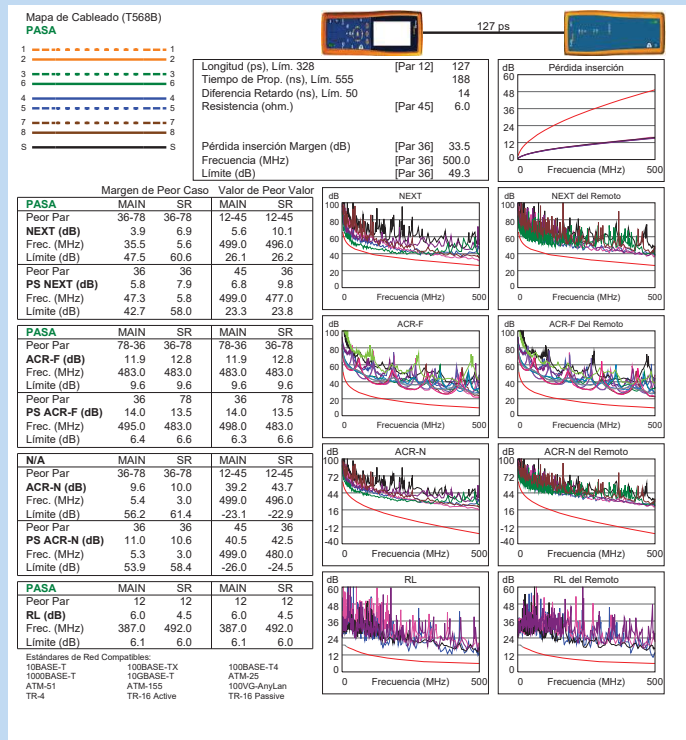 Mapa de Cableado (T568B)
PASA
1 1
2 2
3 3
6 6
4 4
5 5
7 7
8 8
S S
127 ps
Longitud (ps), Lím. 328 [Par 12] 127
Tiempo de Prop. (ns), Lím. 555 188
Diferencia Retardo (ns), Lím. 50 14
Resistencia (ohm.) [Par 45] 6.0
Pérdida inserción Margen (dB) [Par 36] 33.5
Frecuencia (MHz) [Par 36] 500.0
Límite (dB) [Par 36] 49.3
dB Pérdida inserción
60
48
36
24
12
0
0 Frecuencia (MHz) 500
Margen de Peor Caso Valor de Peor Valor
PASA MAIN SR MAIN SR
Peor Par 36-78 36-78 12-45 12-45
NEXT (dB) 3.9 6.9 5.6 10.1
Frec. (MHz) 35.5 5.6 499.0 496.0
Límite (dB) 47.5 60.6 26.1 26.2
Peor Par 36 36 45 36
PS NEXT (dB) 5.8 7.9 6.8 9.8
Frec. (MHz) 47.3 5.8 499.0 477.0
Límite (dB) 42.7 58.0 23.3 23.8
dB NEXT
100
80
60
40
20
0
0 Frecuencia (MHz) 500
dB NEXT del Remoto
100
80
60
40
20
0
0 Frecuencia (MHz) 500
PASA MAIN SR MAIN SR
Peor Par 78-36 36-78 78-36 36-78
ACR-F (dB) 11.9 12.8 11.9 12.8
Frec. (MHz) 483.0 483.0 483.0 483.0
Límite (dB) 9.6 9.6 9.6 9.6
Peor Par 36 78 36 78
PS ACR-F (dB) 14.0 13.5 14.0 13.5
Frec. (MHz) 495.0 483.0 498.0 483.0
Límite (dB) 6.4 6.6 6.3 6.6
dB ACR-F
100
80
60
40
20
0
0 Frecuencia (MHz) 500
dB ACR-F Del Remoto
100
80
60
40
20
0
0 Frecuencia (MHz) 500
N/A MAIN SR MAIN SR
Peor Par 36-78 36-78 12-45 12-45
ACR-N (dB) 9.6 10.0 39.2 43.7
Frec. (MHz) 5.4 3.0 499.0 496.0
Límite (dB) 56.2 61.4 -23.1 -22.9
Peor Par 36 36 45 36
PS ACR-N (dB) 11.0 10.6 40.5 42.5
Frec. (MHz) 5.3 3.0 499.0 480.0
Límite (dB) 53.9 58.4 -26.0 -24.5
dB ACR-N
100
72
44
16
-12
-40
0 Frecuencia (MHz) 500
dB ACR-N del Remoto
100
72
44
16
-12
-40
0 Frecuencia (MHz) 500
PASA MAIN SR MAIN SR
Peor Par 12 12 12 12
RL (dB) 6.0 4.5 6.0 4.5
Frec. (MHz) 387.0 492.0 387.0 492.0
Límite (dB) 6.1 6.0 6.1 6.0
dB RL
60
48
36
24
12
0
0 Frecuencia (MHz) 500
dB RL del Remoto
60
48
36
24
12
0
0 Frecuencia (MHz) 500
Estándares de Red Compatibles:
10BASE-T 100BASE-TX 100BASE-T4
1000BASE-T 10GBASE-T ATM-25
ATM-51 ATM-155 100VG-AnyLan
TR-4 TR-16 Active TR-16 Passive